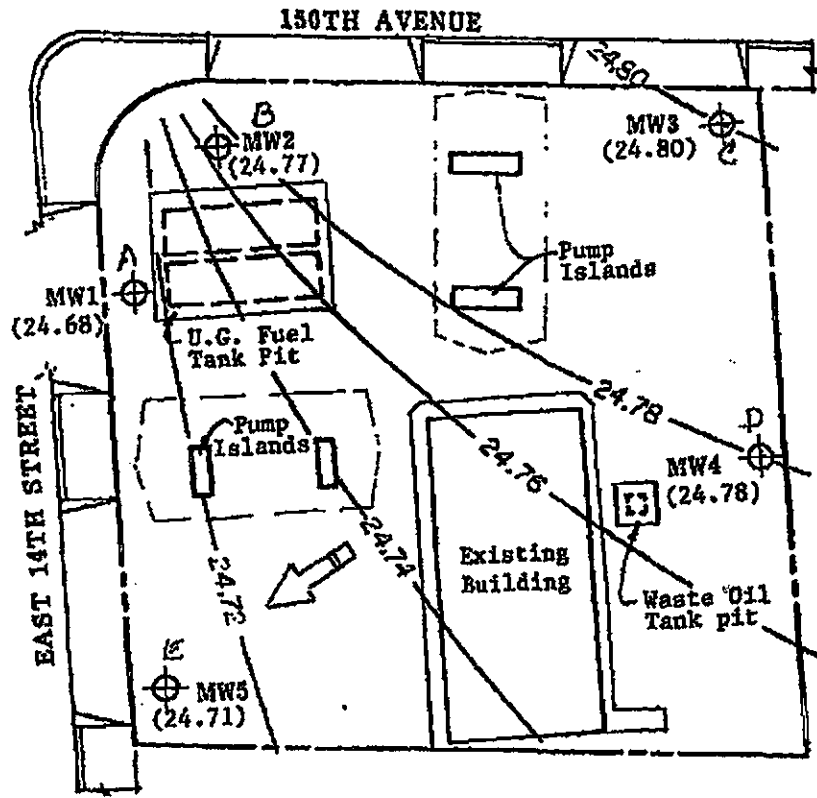 150TH AVENUE
24.80
B
MW2
(24.77)
MW3
(24.80)
C
Pump
Islands
A
MW1
(24.68)
U.G. Fuel
Tank Pit
24.78
D
Pump
Islands
24.76
MW4
(24.78)
EAST 14TH STREET
24.74
Existing
Building
24.72
Waste Oil
Tank pit
E
MW5
(24.71)